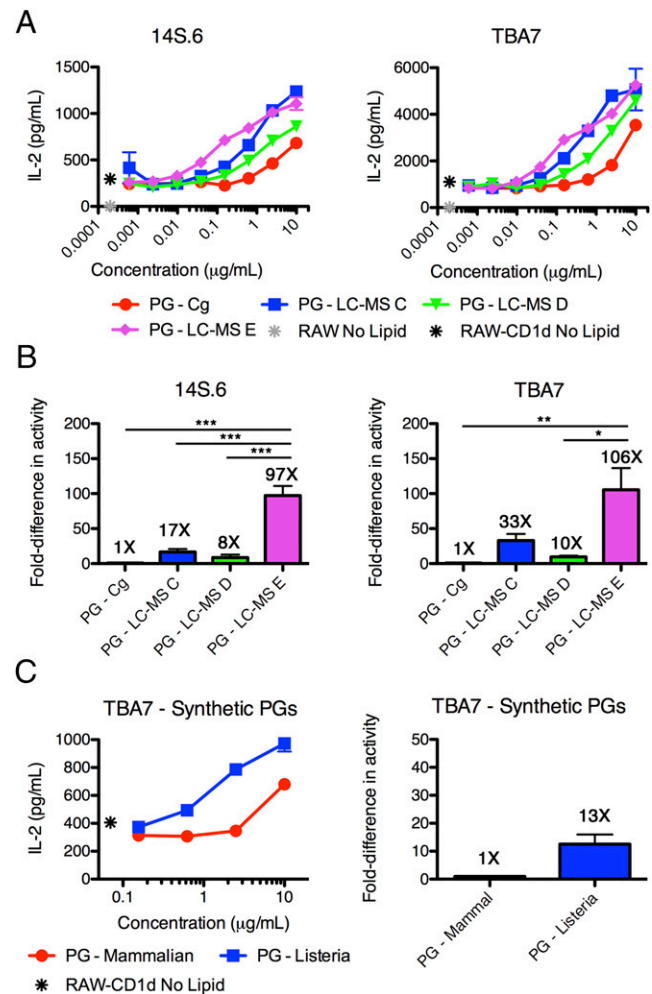 A
14S.6
TBA7
IL-2 (pg/mL)
1500
1000
500
0
0.0001
0.001
0.01
0.1
1
10
Concentration (µg/mL)
IL-2 (pg/mL)
6000
4000
2000
0
0.0001
0.001
0.01
0.1
1
10
Concentration (µg/mL)
PG - Cg
PG - LC-MS C
PG - LC-MS D
PG - LC-MS E
RAW No Lipid
RAW-CD1d No Lipid
B
14S.6
TBA7
Fold-difference in activity
200
150
100
50
0
***
***
***
1X
17X
8X
97X
PG - Cg
PG - LC-MS C
PG - LC-MS D
PG - LC-MS E
Fold-difference in activity
200
150
100
50
0
**
*
1X
33X
10X
106X
PG - Cg
PG - LC-MS C
PG - LC-MS D
PG - LC-MS E
C
TBA7 - Synthetic PGs
TBA7 - Synthetic PGs
IL-2 (pg/mL)
1000
800
600
400
200
0
0.1
1
10
Concentration (µg/mL)
PG - Mammalian
PG - Listeria
RAW-CD1d No Lipid
Fold-difference in activity
50
40
30
20
10
0
1X
13X
PG - Mammal
PG - Listeria